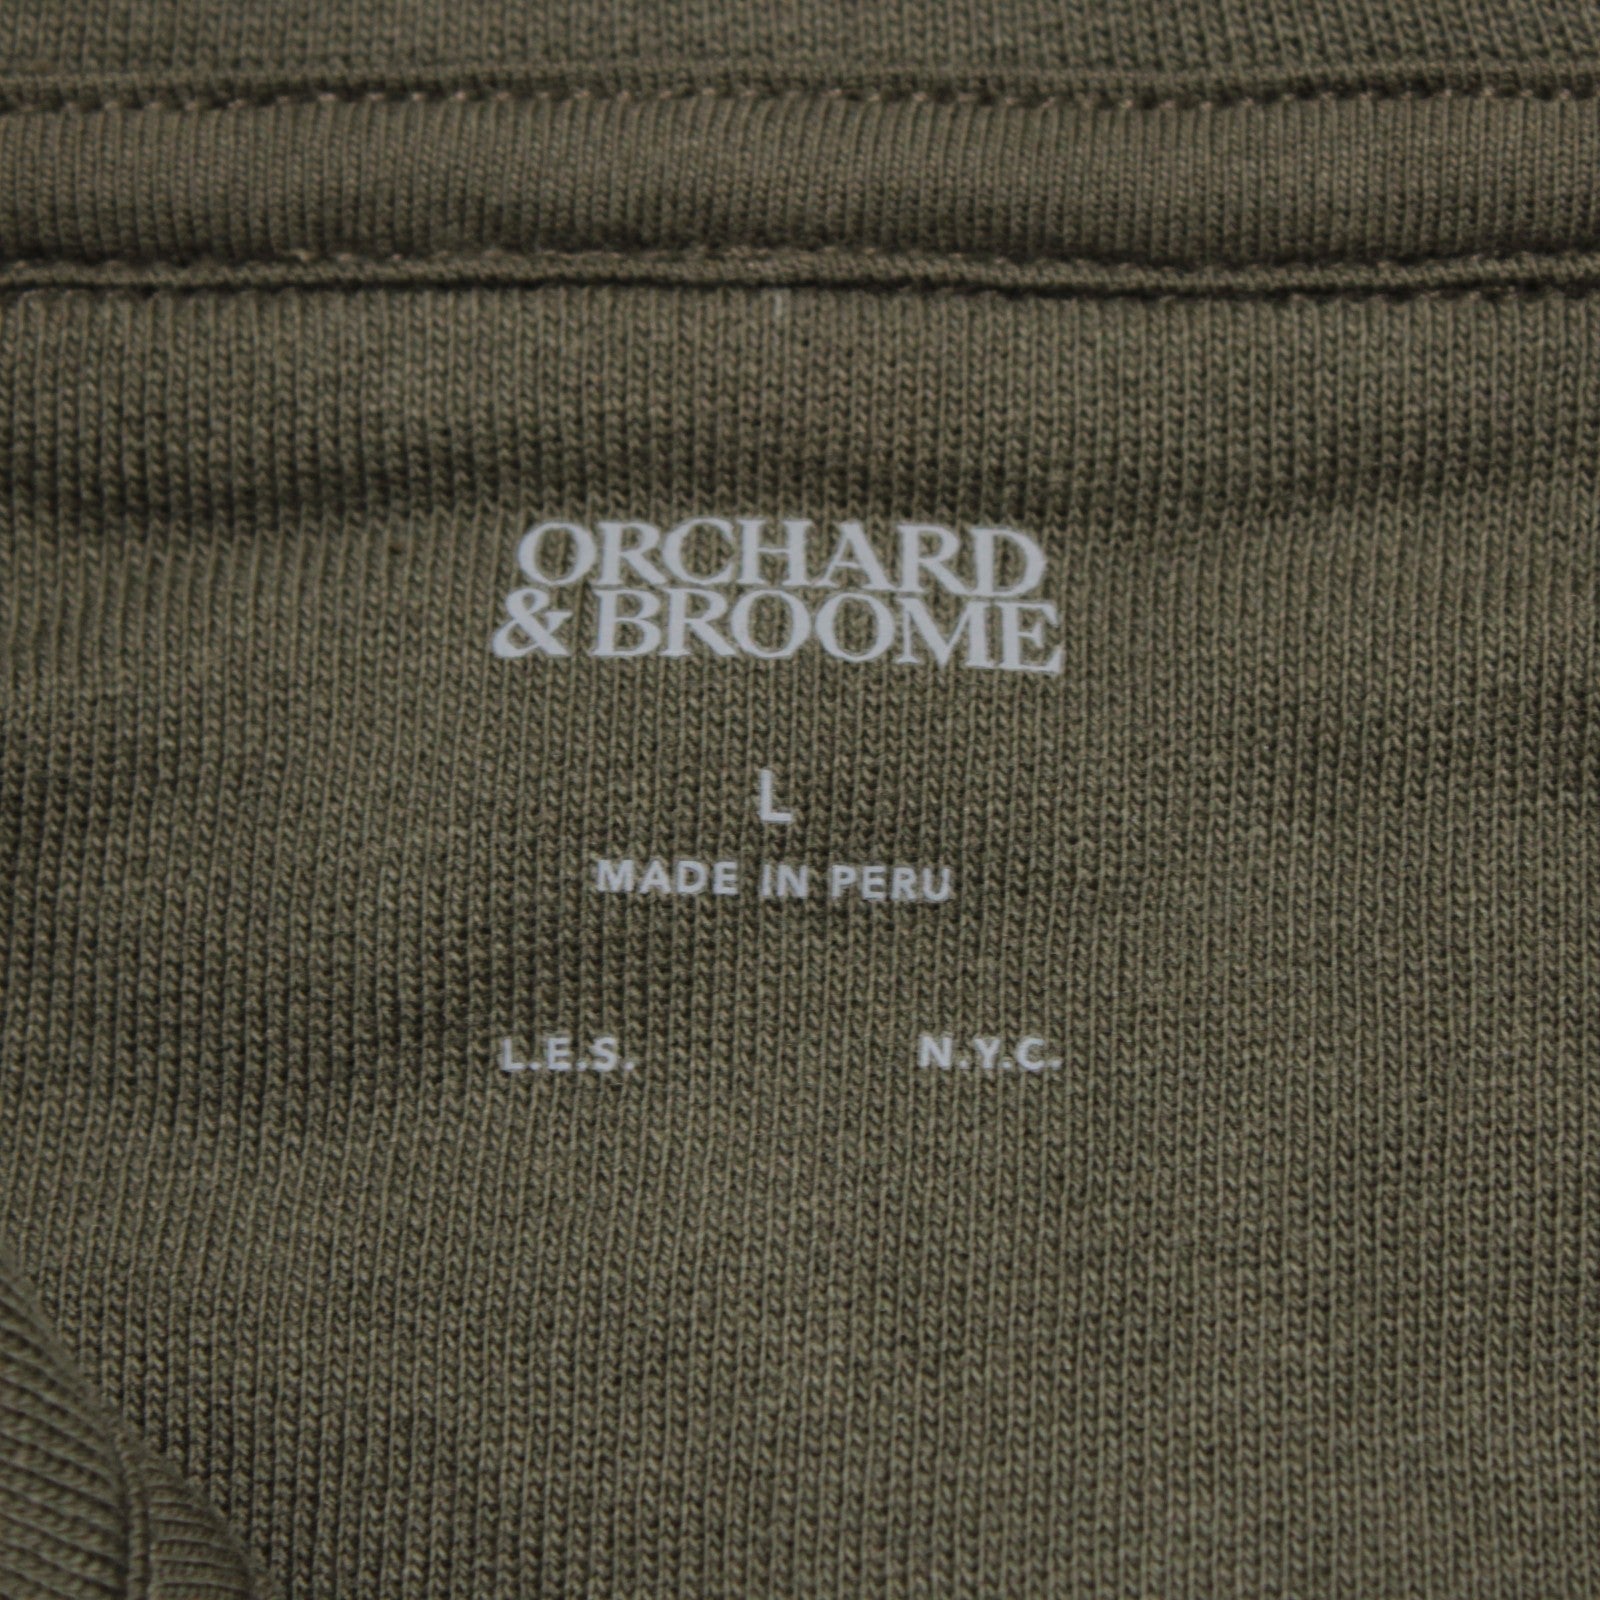 ORCHARD
& BROOME
L
MADE IN PERU
L.E.S. N.Y.C.